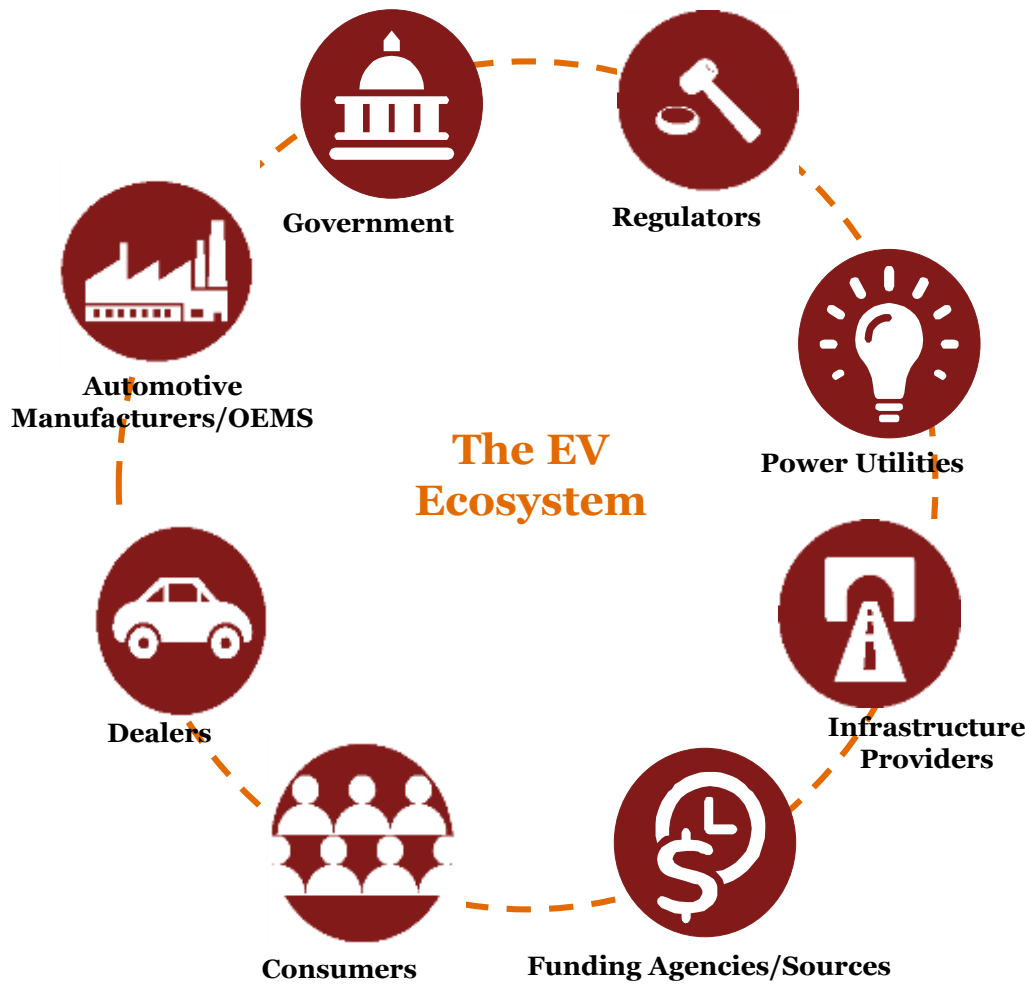 Government
Regulators
Automotive
Manufacturers/OEMS
The EV
Ecosystem
Power Utilities
Dealers
Infrastructure
Providers
Consumers
Funding Agencies/Sources